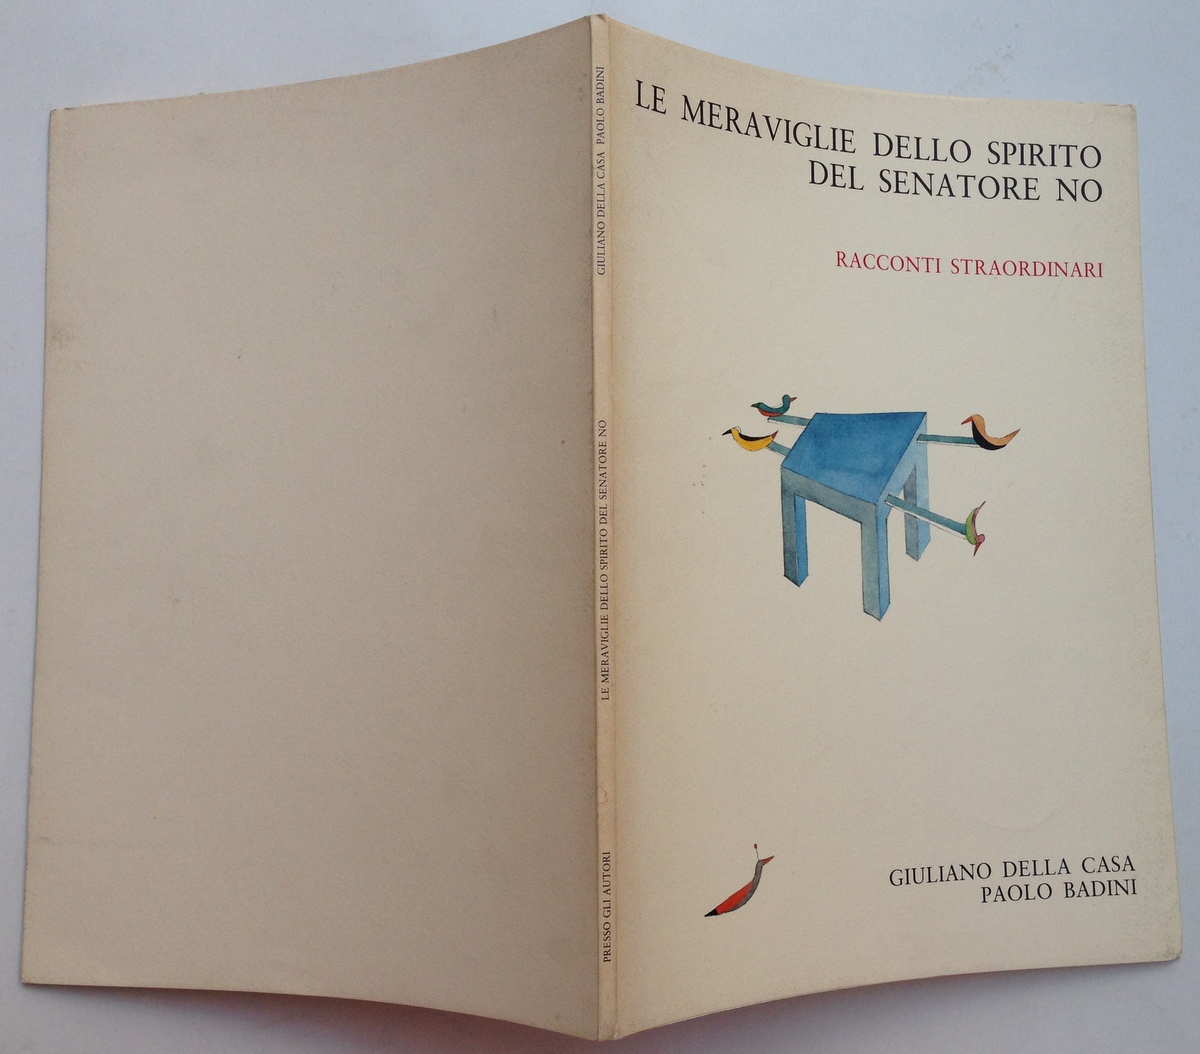 LE MERAVIGLIE DELLO SPIRITO
DEL SENATORE NO
RACCONTI STRAORDINARI
GIULIANO DELLA CASA
PAOLO BADINI
GIULIANO DELLA CASA PAOLO BADINI
LE MERAVIGLIE DELLO SPIRITO DEL SENATORE NO
PRESSO GLI AUTORI